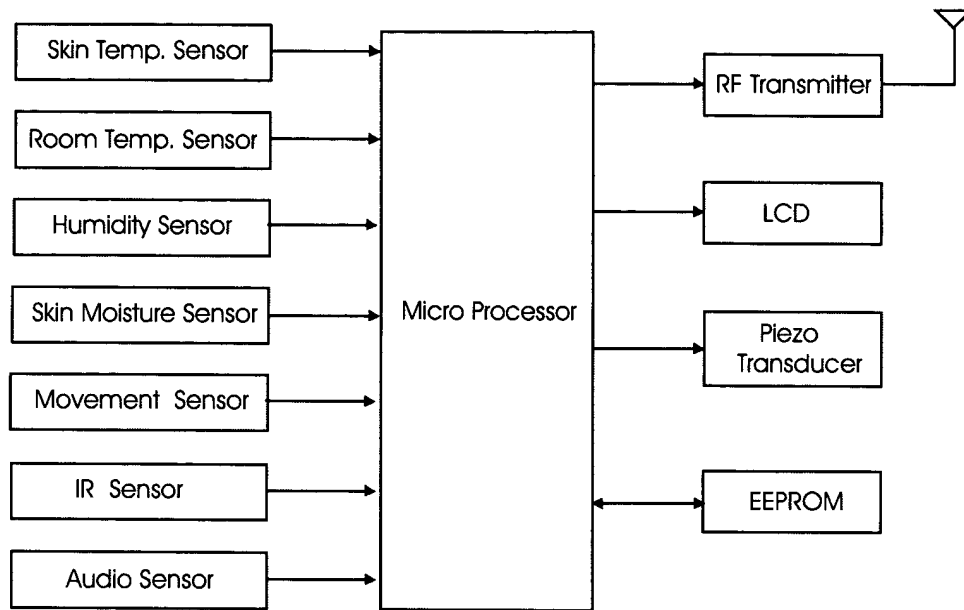 Skin Temp. Sensor
Room Temp. Sensor
Humidity Sensor
Skin Moisture Sensor
Movement Sensor
IR Sensor
Audio Sensor
Micro Processor
RF Transmitter
LCD
Piezo
Transducer
EEPROM